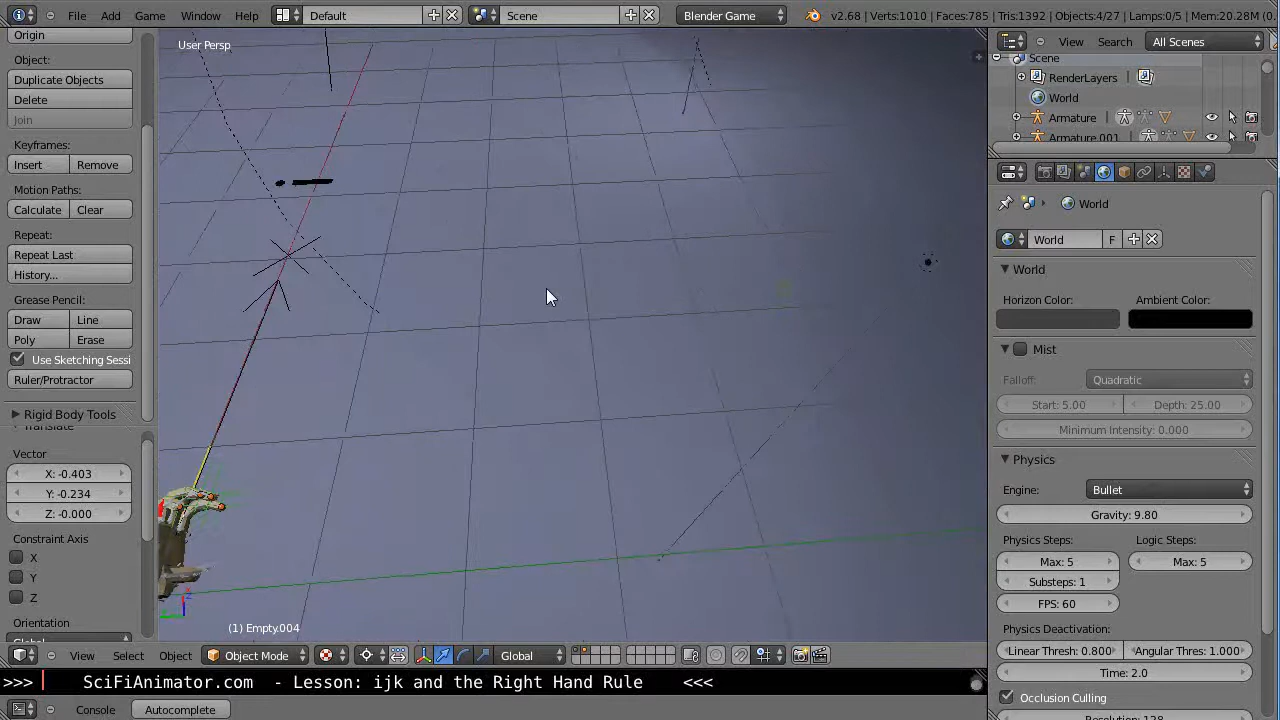 File Add Game Window Help Default Scene Blender Game v2.68 | Verts:1010 | Faces:785 | Tris:1392 | Objects:4/27 | Lamps:0/5 | Mem:20.28M (0.
Origin
Object:
Duplicate Objects
Delete
Join
Keyframes:
Insert Remove
Motion Paths:
Calculate Clear
Repeat:
Repeat Last
History...
Grease Pencil:
Draw Line
Poly Erase
Use Sketching Sessi
Ruler/Protractor
Rigid Body Tools
Translate
Vector
X: -0.403
Y: -0.234
Z: -0.000
Constraint Axis
X
Y
Z
Orientation
Global
User Persp
(1) Empty.004
View Select Object Object Mode Global
>>> SciFiAnimator.com - Lesson: ijk and the Right Hand Rule <<<
Console Autocomplete
View Search All Scenes
Scene
RenderLayers
World
Armature
Armature.001
World
World F
World
Horizon Color: Ambient Color:
Mist
Falloff: Quadratic
Start: 5.00 Depth: 25.00
Minimum Intensity: 0.000
Physics
Engine: Bullet
Gravity: 9.80
Physics Steps: Logic Steps:
Max: 5 Max: 5
Substeps: 1
FPS: 60
Physics Deactivation:
Linear Thresh: 0.800 Angular Thres: 1.000
Time: 2.0
Occlusion Culling
Resolution: 128